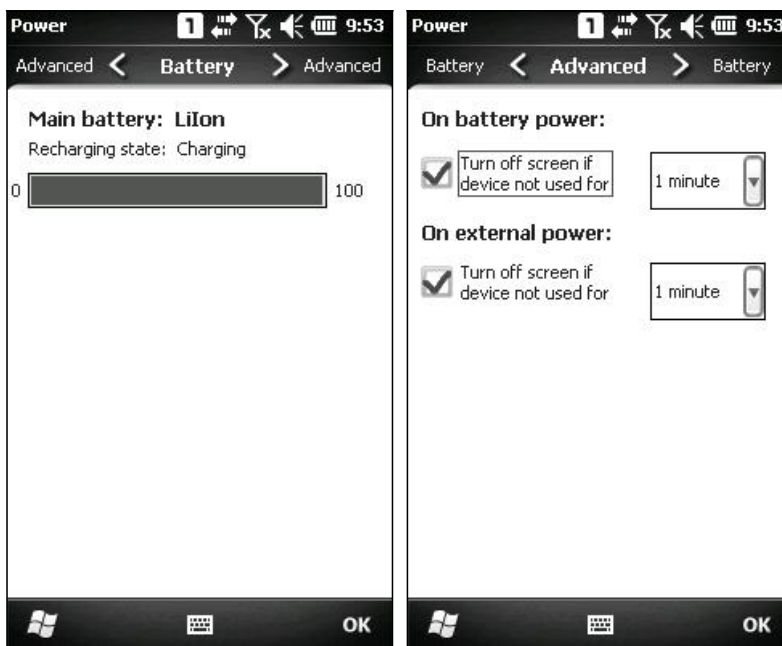 Power 1 9:53
Advanced < Battery > Advanced
Main battery: LiIon
Recharging state: Charging
0 100
OK
Power 1 9:53
Battery < Advanced > Battery
On battery power:
Turn off screen if
device not used for
1 minute
On external power:
Turn off screen if
device not used for
1 minute
OK